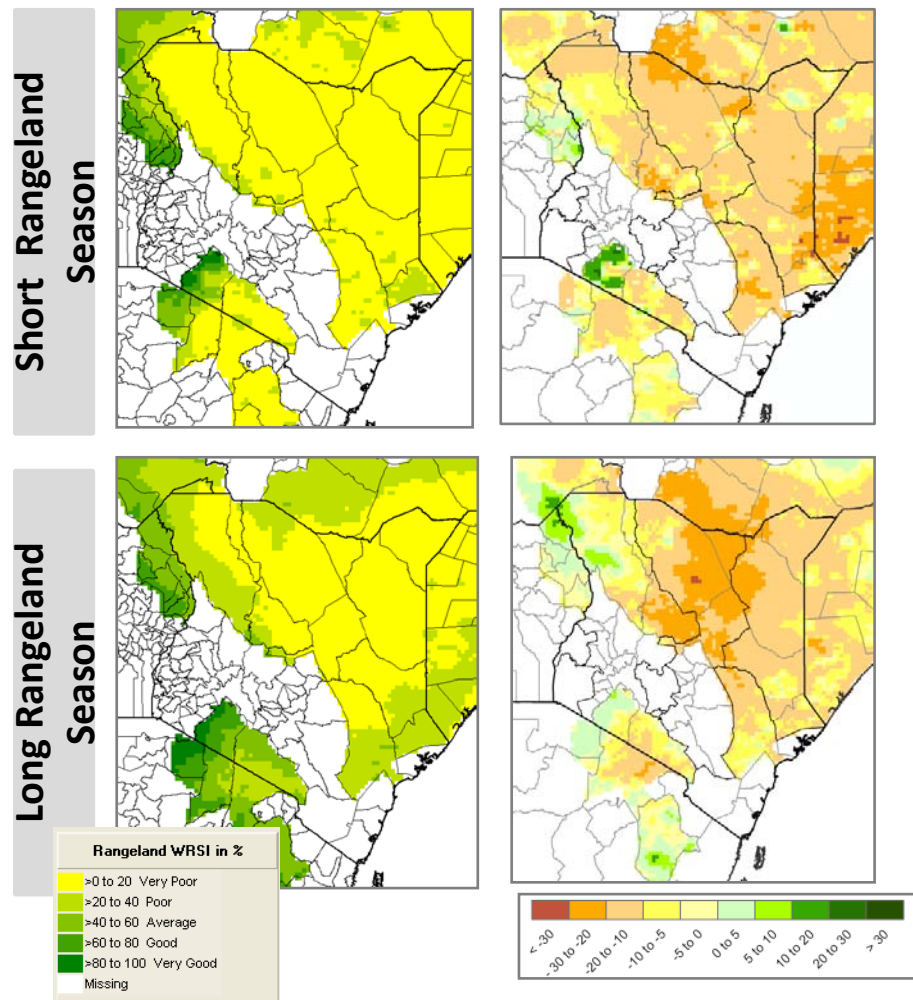 Short Rangeland
Season
Long Rangeland
Season
Rangeland WRSI in %
>0 to 20 Very Poor
>20 to 40 Poor
>40 to 60 Average
>60 to 80 Good
>80 to 100 Very Good
Missing
< -30
-30 to -20
-20 to -10
-10 to -5
-5 to 0
0 to 5
5 to 10
10 to 20
20 to 30
> 30